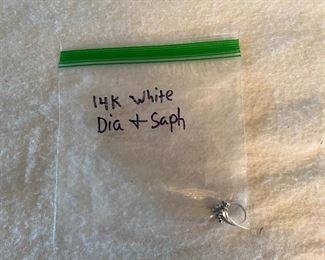 14K White
Dia + Saph